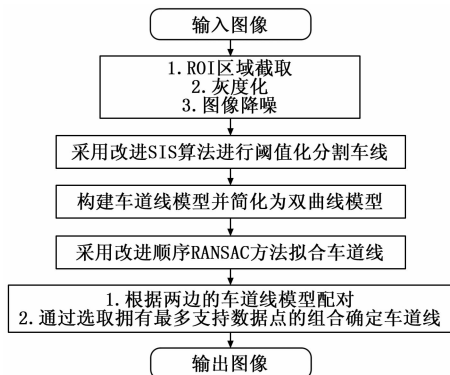 输入图像
1.ROI区域截取
2.灰度化
3.图像降噪
采用改进SIS算法进行阈值化分割车线
构建车道线模型并简化为双曲线模型
采用改进顺序RANSAC方法拟合车道线
1.根据两边的车道线模型配对
2.通过选取拥有最多支持数据点的组合确定车道线
输出图像